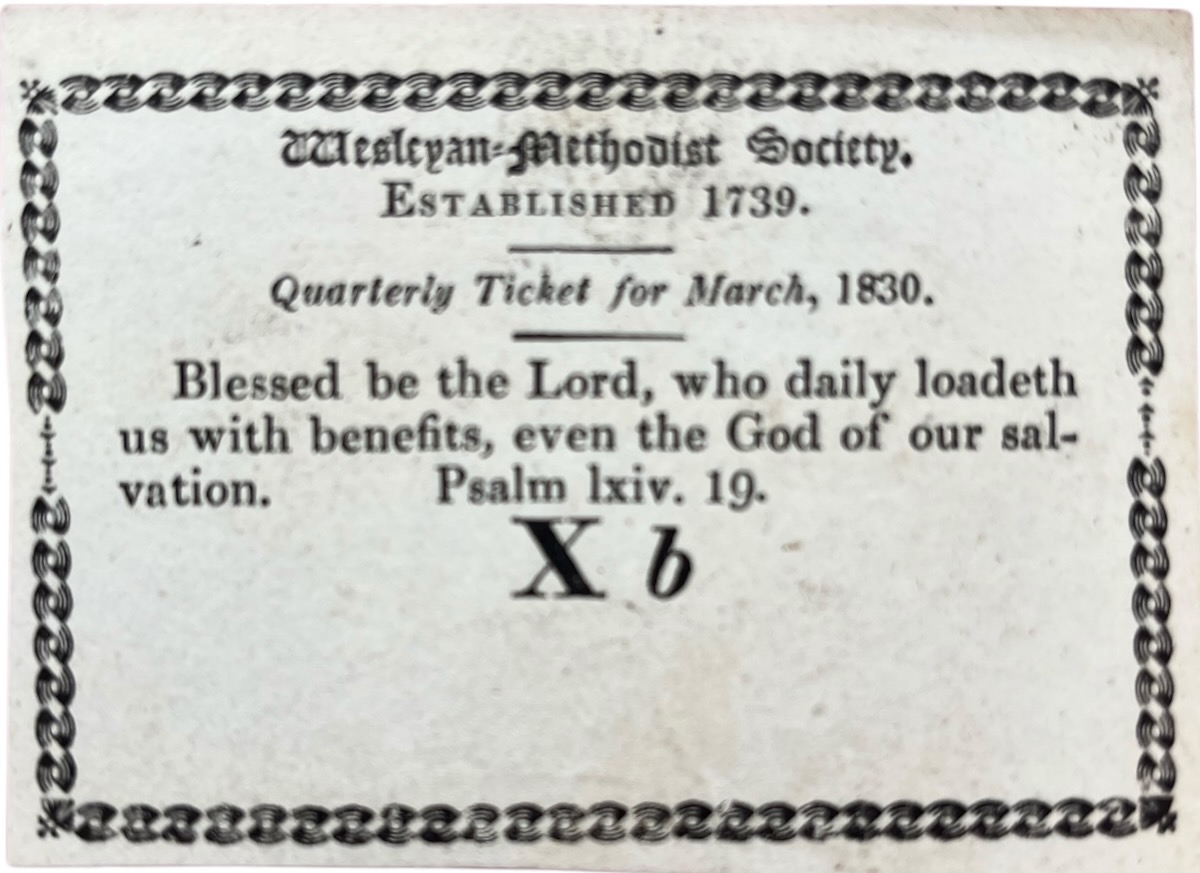 Wesleyan-Methodist Society.
ESTABLISHED 1739.
Quarterly Ticket for March, 1830.
Blessed be the Lord, who daily loadeth
us with benefits, even the God of our sal-
vation. Psalm lxiv. 19.
X b